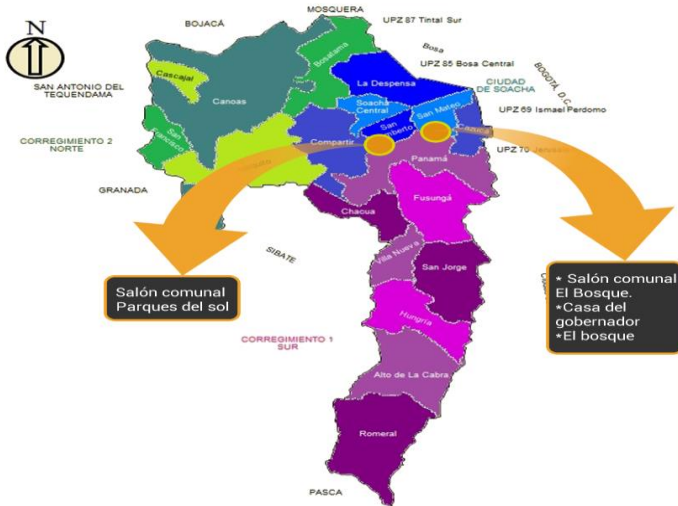 MOSQUERA
BOJACÁ
UPZ 87 Tintal Sur
N
Bosatama
Bosa
UPZ 85 Bosa Central
BOGOTÁ, D.C.
Cascajal
La Despensa
CIUDAD
DE SOACHA
SAN ANTONIO DEL
TEQUENDAMA
Canoas
Soacha
Central
San Mateo
UPZ 69 Ismael Perdomo
San
Compartir
CORREGIMIENTO 2
NORTE
San
Francisco
UPZ 70
Panamá
GRANADA
Fusungá
Chacua
SIBATE
Villa Nueva
San Jorge
Salón comunal
Parques del sol
* Salón comunal
El Bosque.
*Casa del
gobernador
*El bosque
Hungría
CORREGIMIENTO 1
SUR
Alto de La Cabra
Romeral
PASCA